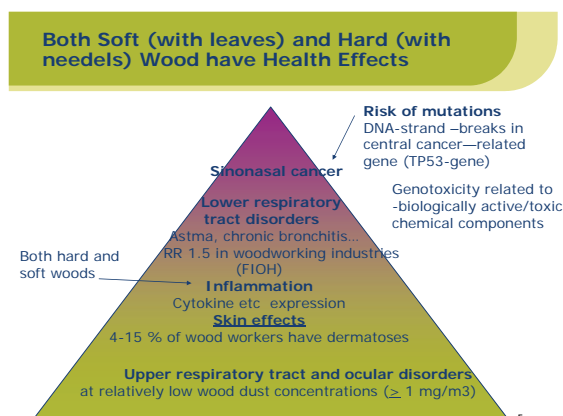 Both Soft (with leaves) and Hard (with
needels) Wood have Health Effects
Risk of mutations
DNA-strand –breaks in
central cancer—related
gene (TP53-gene)
Sinonasal cancer
Genotoxicity related to
-biologically active/toxic
chemical components
Lower respiratory
tract disorders
Astma, chronic bronchitis…
RR 1.5 in woodworking industries
(FIOH)
Both hard and
soft woods
Inflammation
Cytokine etc expression
Skin effects
4-15 % of wood workers have dermatoses
Upper respiratory tract and ocular disorders
at relatively low wood dust concentrations (≥ 1 mg/m3)